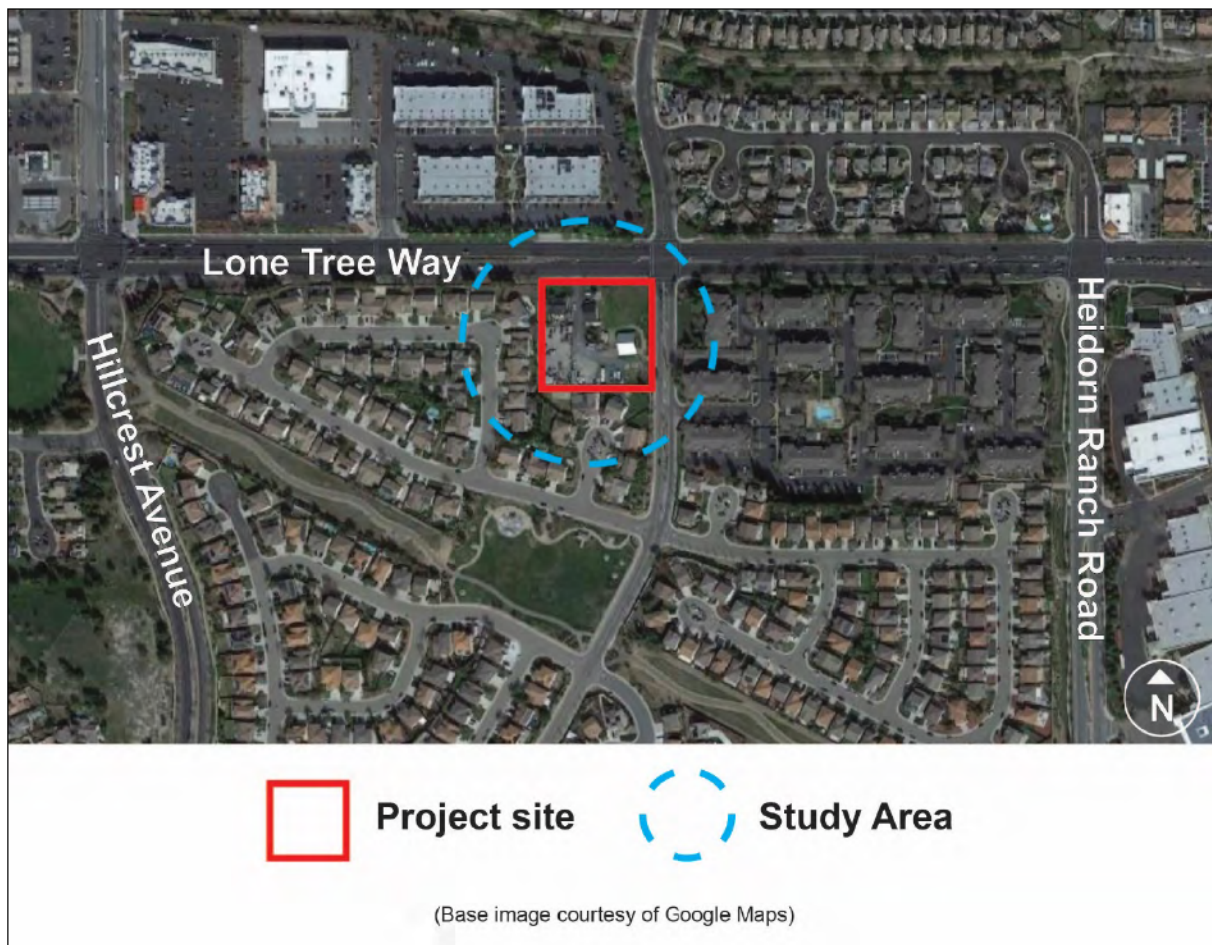 Lone Tree Way
Hillcrest Avenue
Heidorn Ranch Road
N
Project site
Study Area
(Base image courtesy of Google Maps)